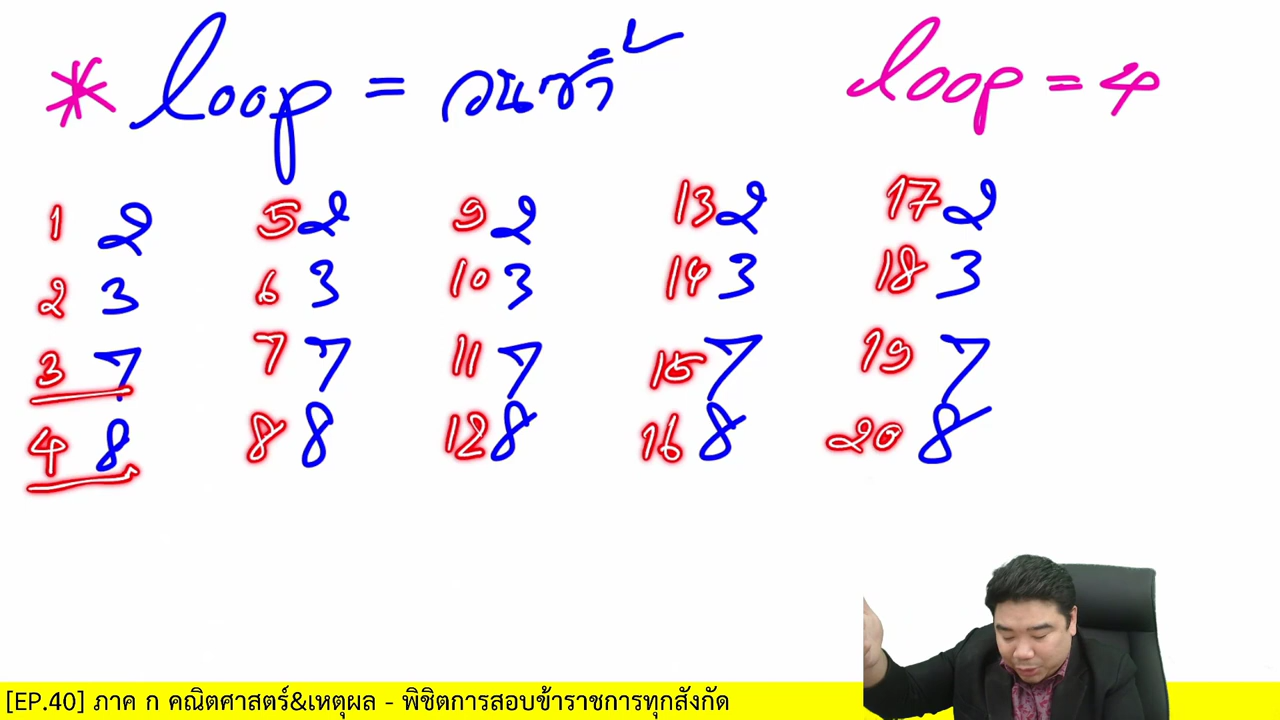 * loop = วนซ้ำๆ loop = 4
1 2 5 2 9 2 13 2 17 2
2 3 6 3 10 3 14 3 18 3
3 7 7 7 11 7 15 7 19 7
4 8 8 8 12 8 16 8 20 8
[EP.40] ภาค ก คณิตศาสตร์&เหตุผล - พิชิตการสอบข้าราชการทุกสังกัด